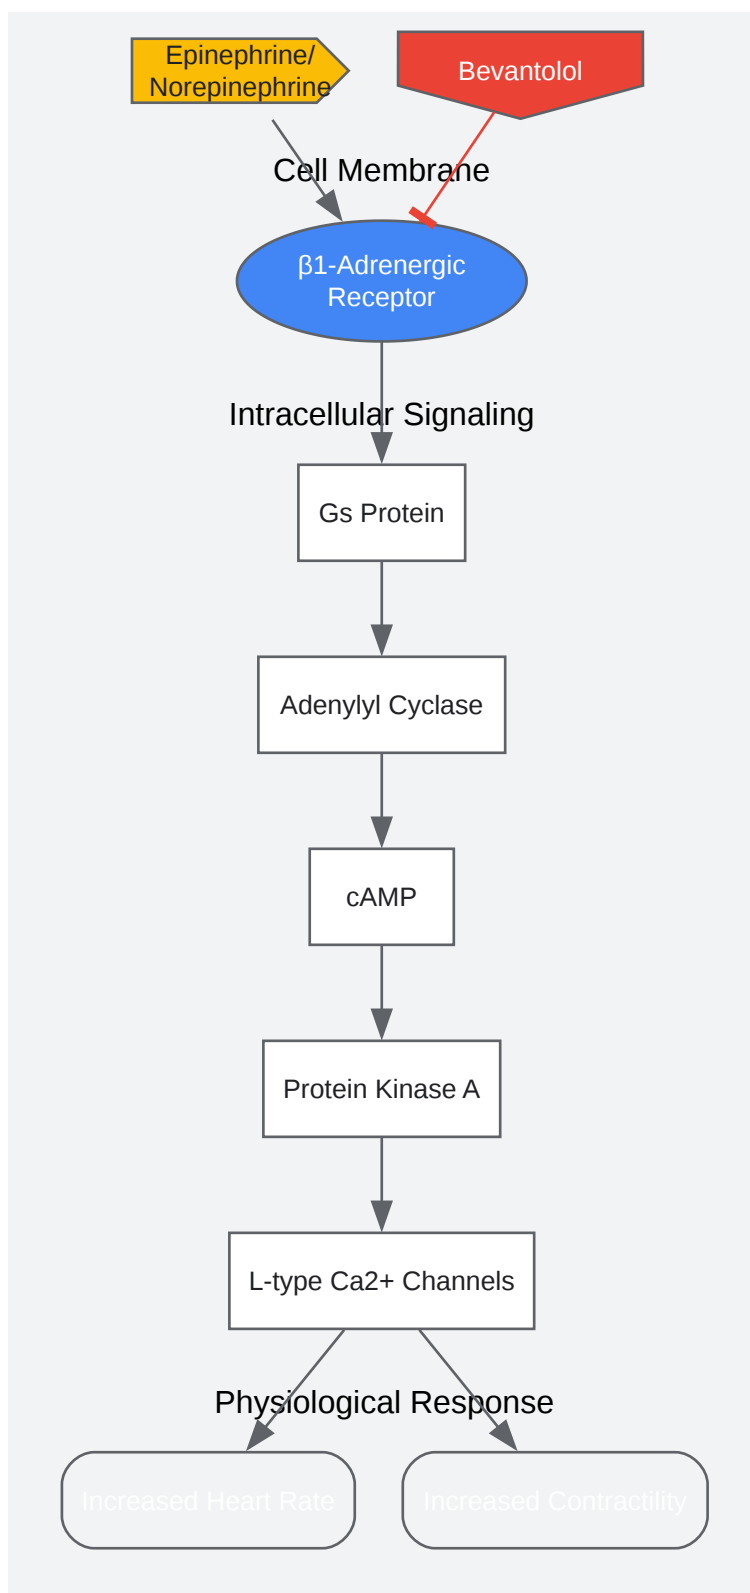 Epinephrine/
Norepinephrine
Bevantolol
Cell Membrane
β1-Adrenergic
Receptor
Intracellular Signaling
Gs Protein
Adenylyl Cyclase
cAMP
Protein Kinase A
L-type Ca2+ Channels
Physiological Response
Increased Heart Rate
Increased Contractility